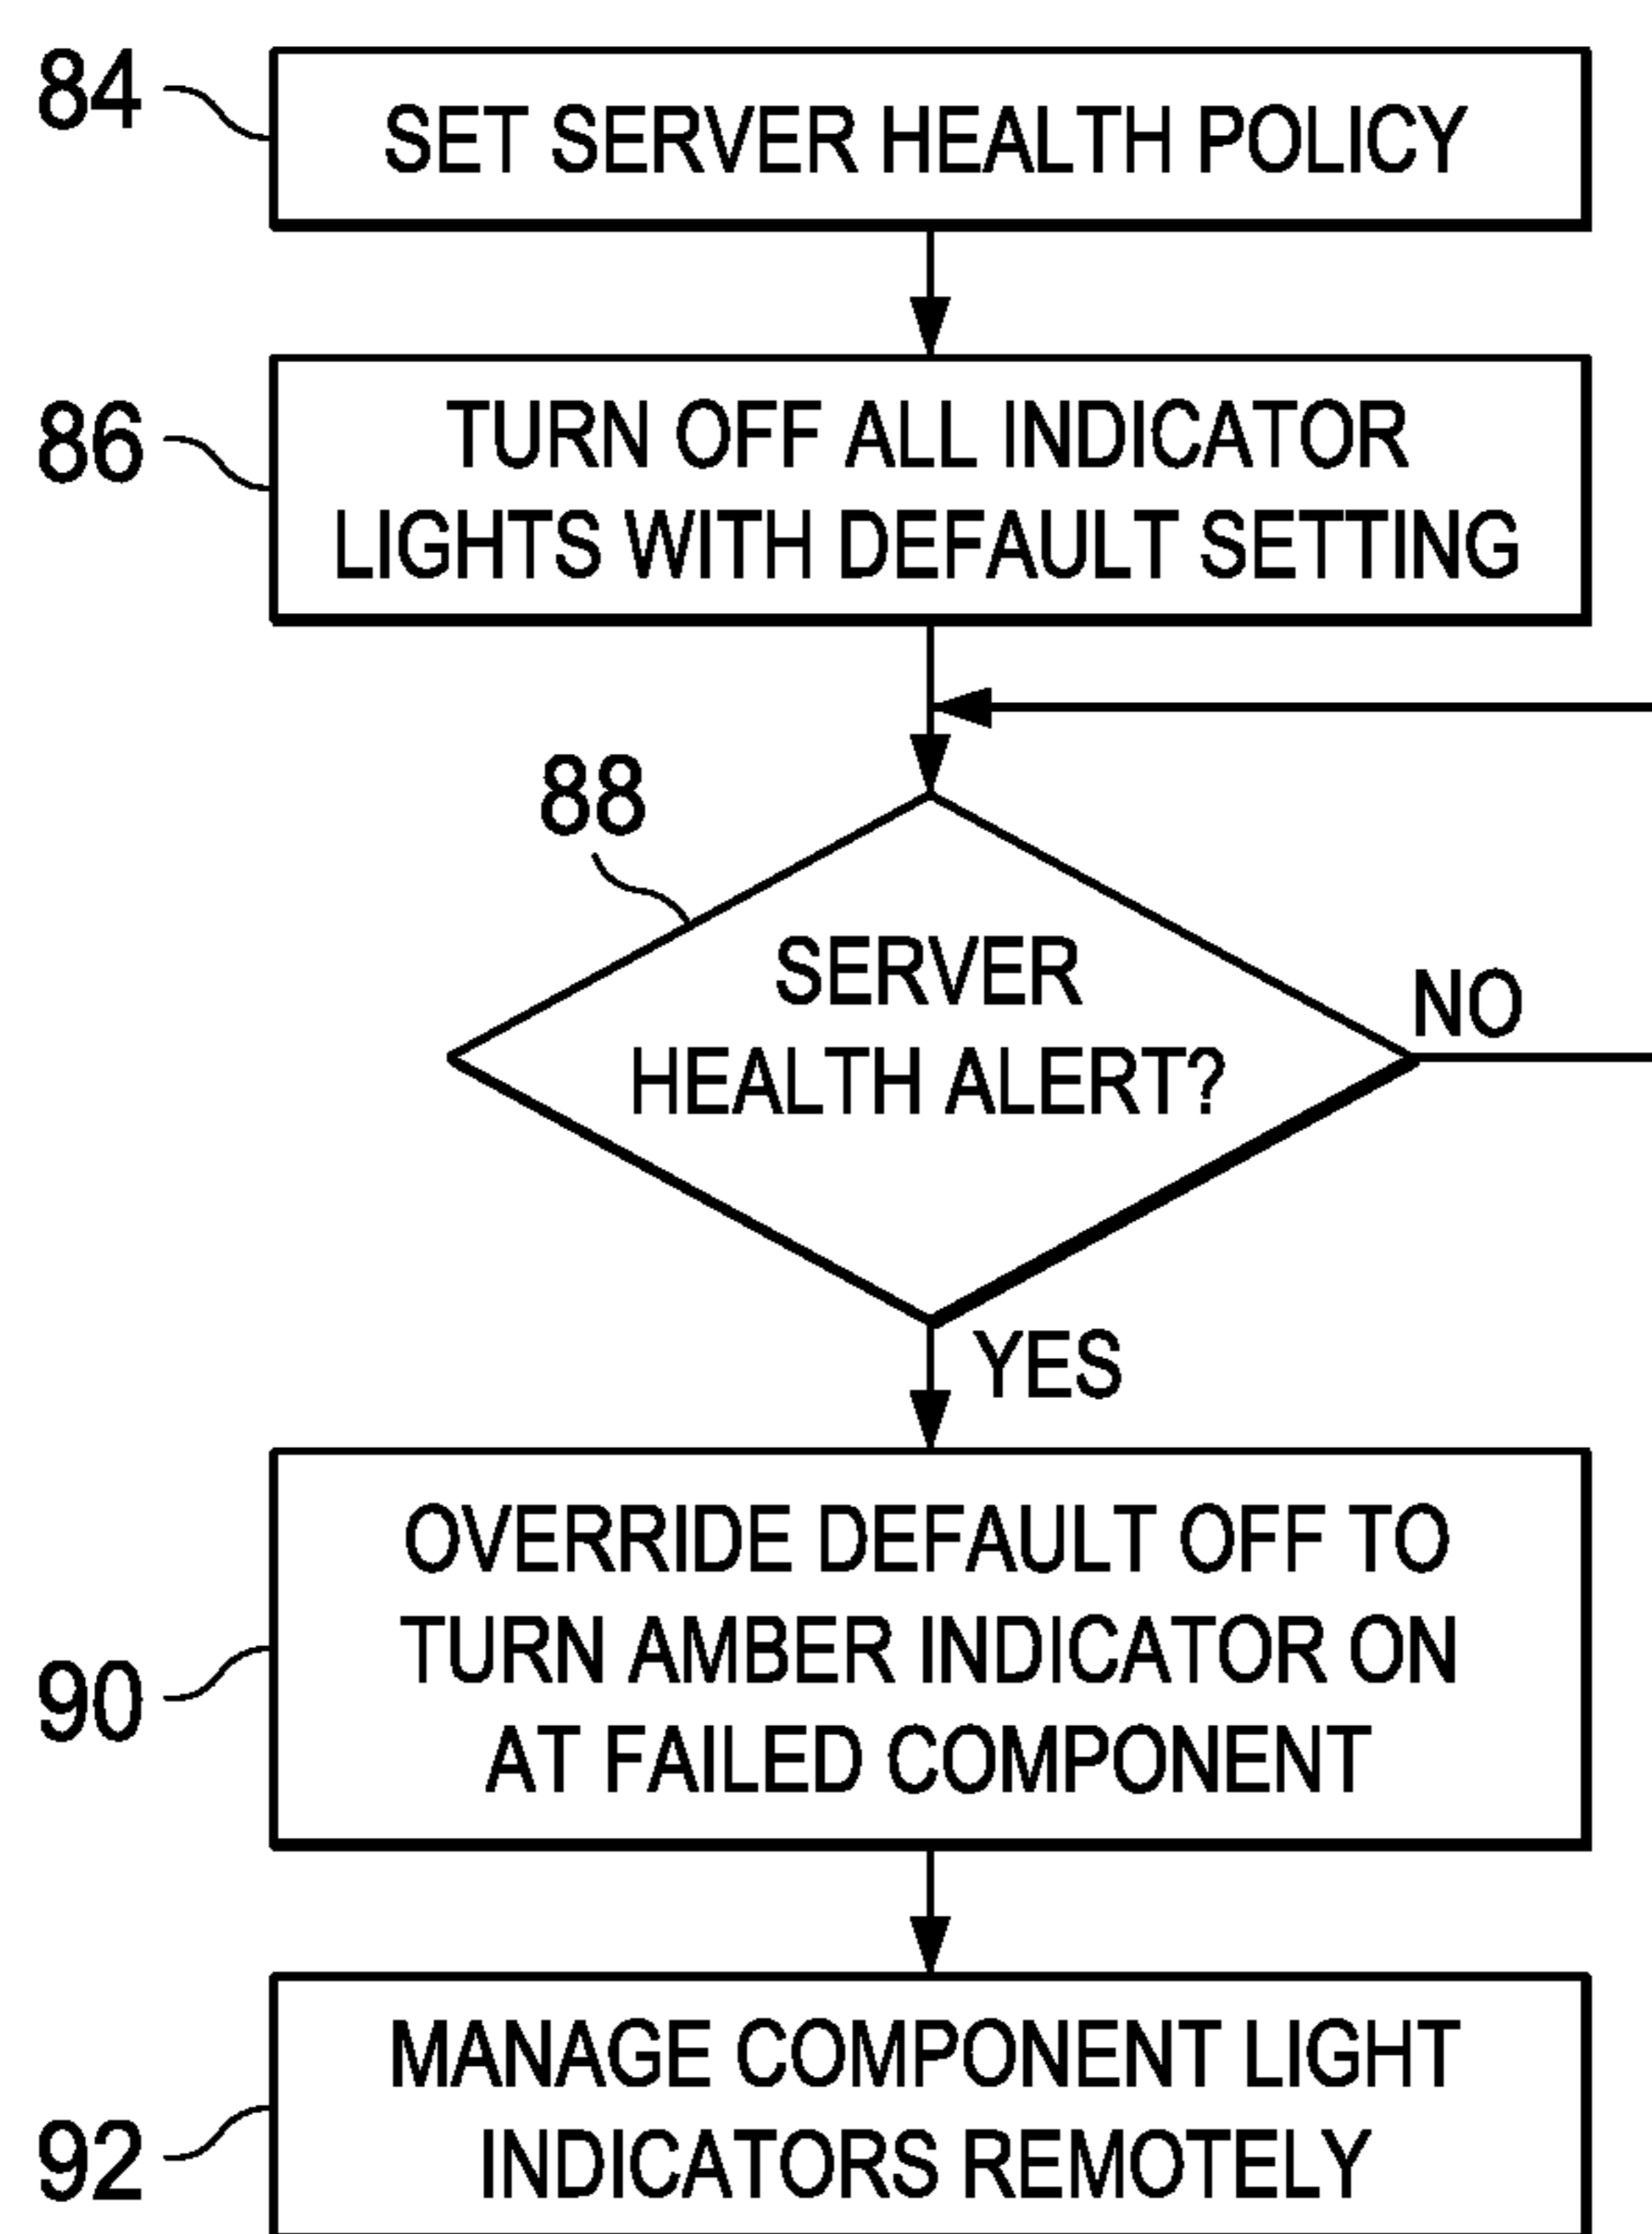 84
SET SERVER HEALTH POLICY
86
TURN OFF ALL INDICATOR
LIGHTS WITH DEFAULT SETTING
88
SERVER
HEALTH ALERT?
NO
YES
90
OVERRIDE DEFAULT OFF TO
TURN AMBER INDICATOR ON
AT FAILED COMPONENT
92
MANAGE COMPONENT LIGHT
INDICATORS REMOTELY